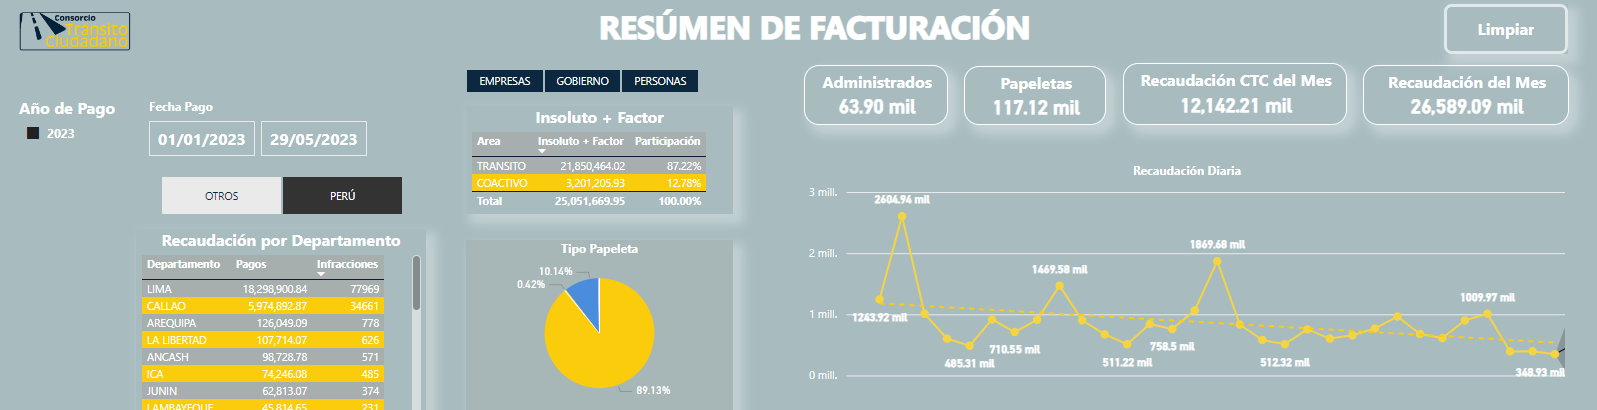 Consorcio
Transito
Ciudadano
RESÚMEN DE FACTURACIÓN
Limpiar
Año de Pago
2023
Fecha Pago
01/01/2023 29/05/2023
OTROS PERÚ
EMPRESAS GOBIERNO PERSONAS
Administrados
63.90 mil
Papeletas
117.12 mil
Recaudación CTC del Mes
12,142.21 mil
Recaudación del Mes
26,589.09 mil
Insoluto + Factor
Area Insoluto + Factor Participación
TRANSITO 21,850,464.02 87.22%
COACTIVO 3,201,205.93 12.78%
Total 25,051,669.95 100.00%
Recaudación por Departamento
Departamento Pagos Infracciones
LIMA 18,298,900.84 77969
CALLAO 5,974,892.87 34661
AREQUIPA 126,049.09 778
LA LIBERTAD 107,714.07 626
ANCASH 98,728.78 571
ICA 74,246.08 485
JUNIN 62,813.07 374
LAMBAYEQUE 45,814.65 231
Tipo Papeleta
10.14%
0.42%
89.13%
Recaudación Diaria
3 mill.
2 mill.
1 mill.
0 mill.
2604.94 mil
1243.92 mil
485.31 mil
710.55 mil
1469.58 mil
511.22 mil
758.5 mil
1869.68 mil
512.32 mil
1009.97 mil
348.93 mil